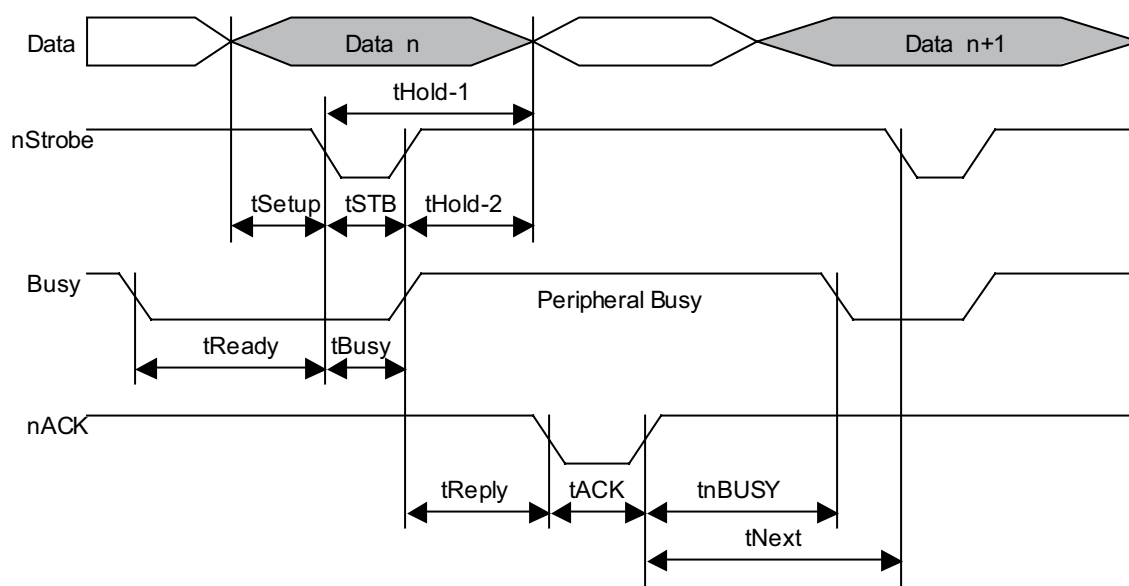 Data
Data n
Data n+1
tHold-1
nStrobe
tSetup
tSTB
tHold-2
Busy
Peripheral Busy
tReady
tBusy
nACK
tReply
tACK
tnBUSY
tNext